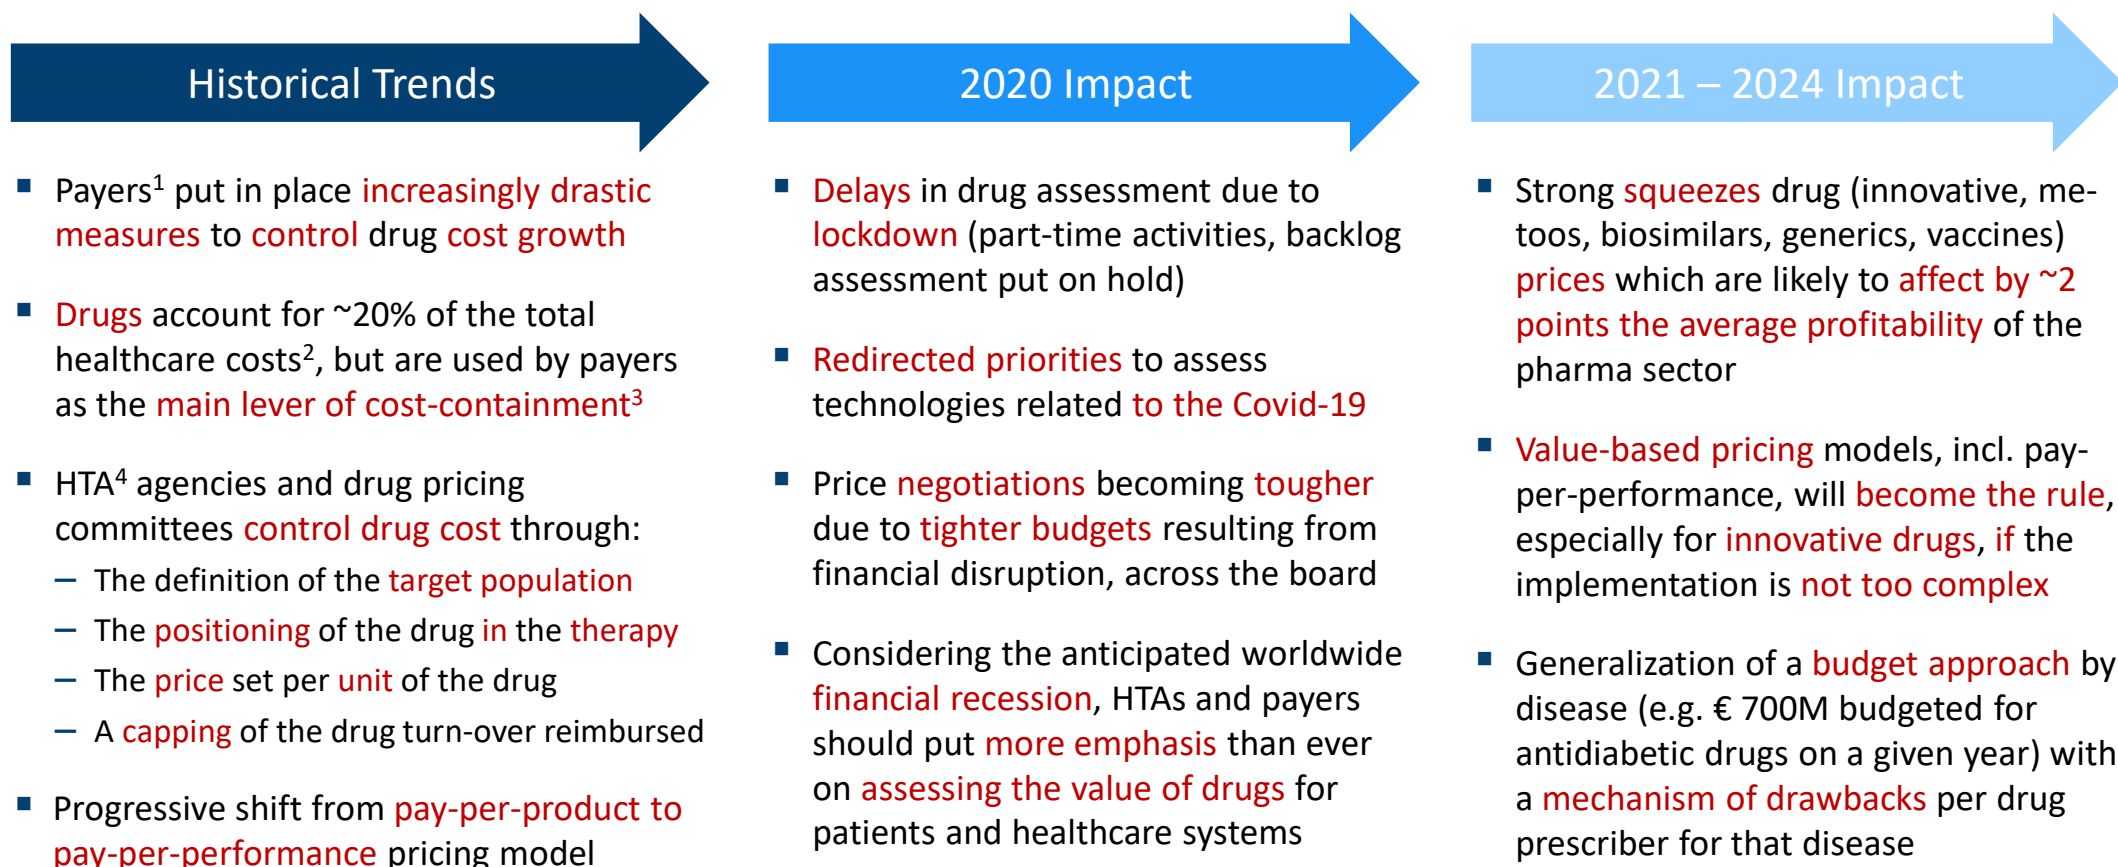 Historical Trends
Payers¹ put in place increasingly drastic
measures to control drug cost growth
Drugs account for ~20% of the total
healthcare costs², but are used by payers
as the main lever of cost-containment³
HTA⁴ agencies and drug pricing
committees control drug cost through:
– The definition of the target population
– The positioning of the drug in the therapy
– The price set per unit of the drug
– A capping of the drug turn-over reimbursed
Progressive shift from pay-per-product to
pay-per-performance pricing model
2020 Impact
Delays in drug assessment due to
lockdown (part-time activities, backlog
assessment put on hold)
Redirected priorities to assess
technologies related to the Covid-19
Price negotiations becoming tougher
due to tighter budgets resulting from
financial disruption, across the board
Considering the anticipated worldwide
financial recession, HTAs and payers
should put more emphasis than ever
on assessing the value of drugs for
patients and healthcare systems
2021 – 2024 Impact
Strong squeezes drug (innovative, me-
toos, biosimilars, generics, vaccines)
prices which are likely to affect by ~2
points the average profitability of the
pharma sector
Value-based pricing models, incl. pay-
per-performance, will become the rule,
especially for innovative drugs, if the
implementation is not too complex
Generalization of a budget approach by
disease (e.g. € 700M budgeted for
antidiabetic drugs on a given year) with
a mechanism of drawbacks per drug
prescriber for that disease